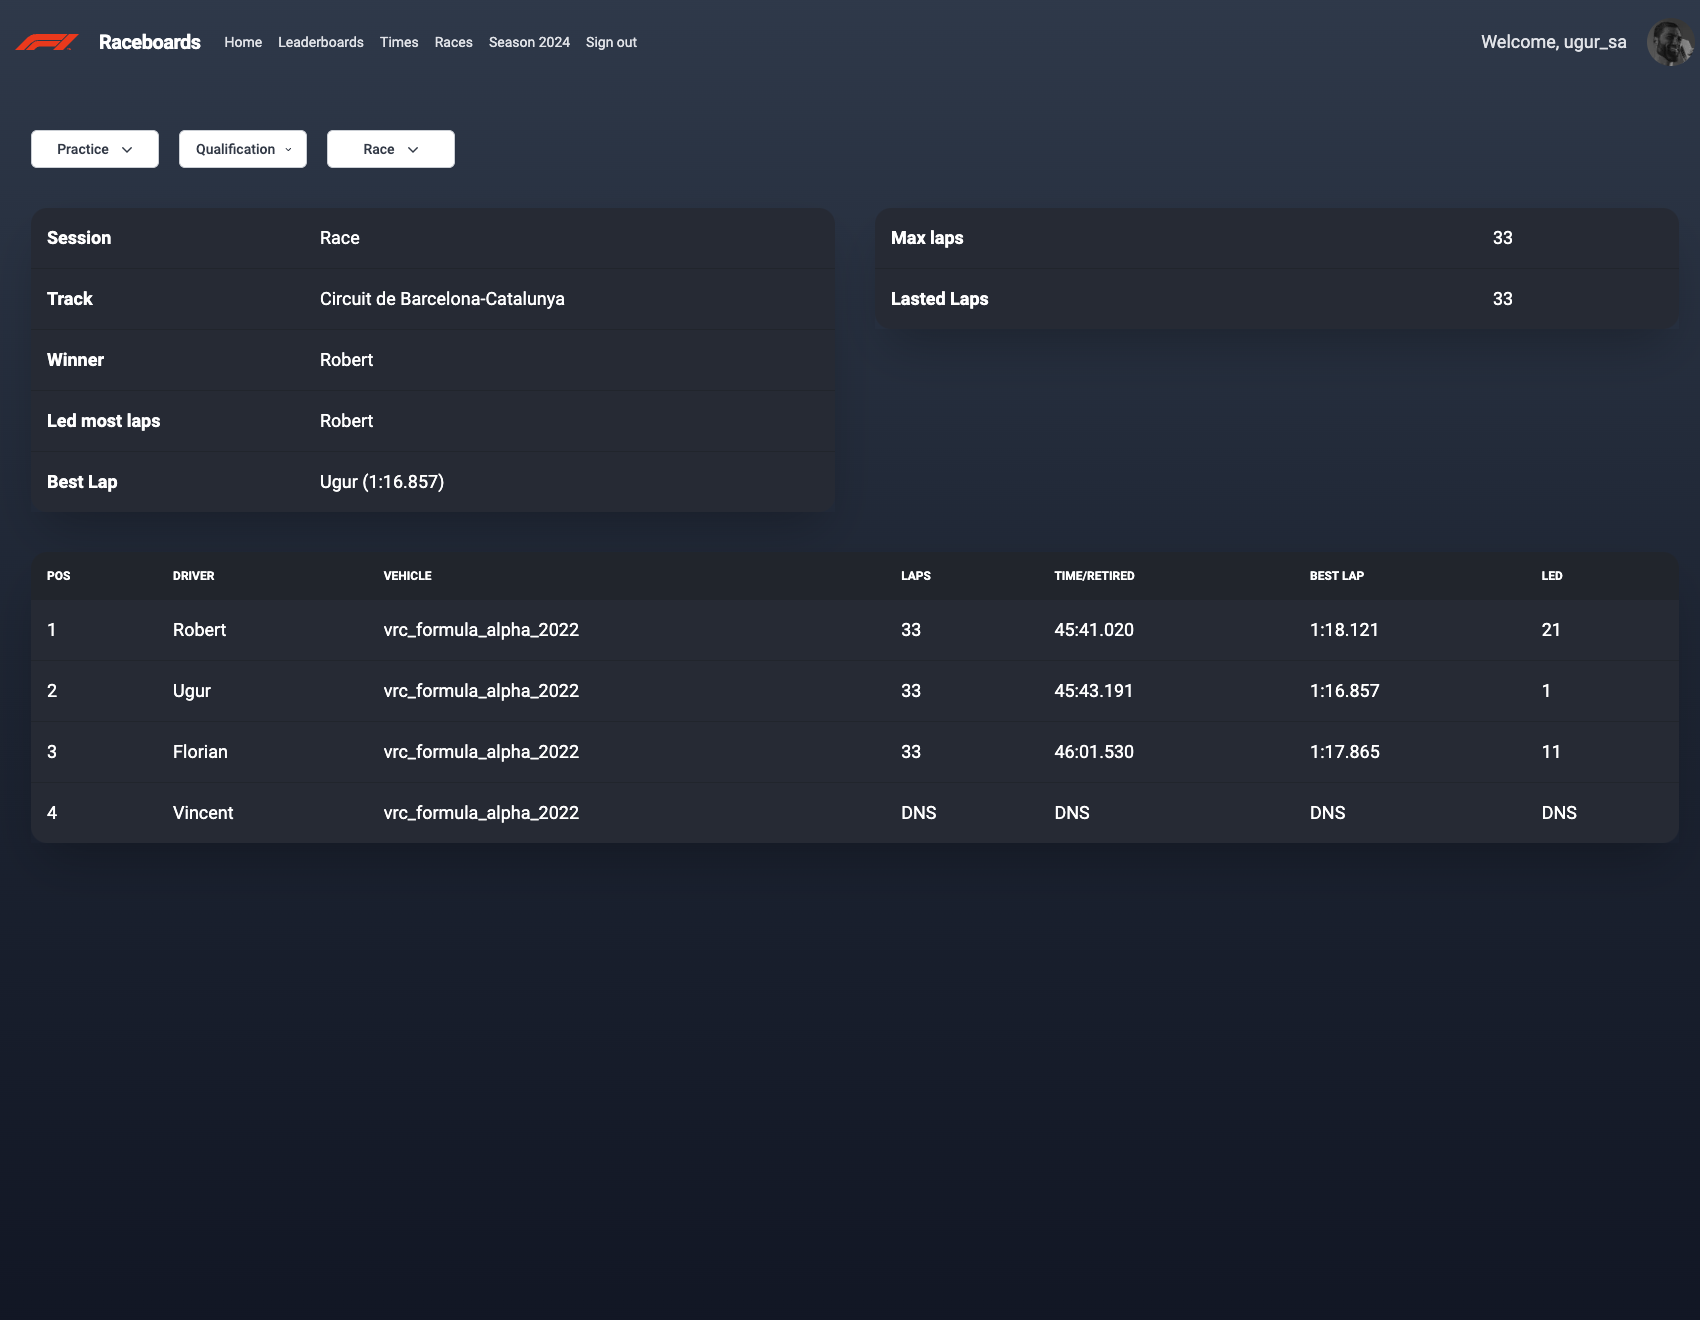 Raceboards Home Leaderboards Times Races Season 2024 Sign out Welcome, ugur_sa
Practice Qualification Race
Session Race
Track Circuit de Barcelona-Catalunya
Winner Robert
Led most laps Robert
Best Lap Ugur (1:16.857)
Max laps 33
Lasted Laps 33
POS DRIVER VEHICLE LAPS TIME/RETIRED BEST LAP LED
1 Robert vrc_formula_alpha_2022 33 45:41.020 1:18.121 21
2 Ugur vrc_formula_alpha_2022 33 45:43.191 1:16.857 1
3 Florian vrc_formula_alpha_2022 33 46:01.530 1:17.865 11
4 Vincent vrc_formula_alpha_2022 DNS DNS DNS DNS